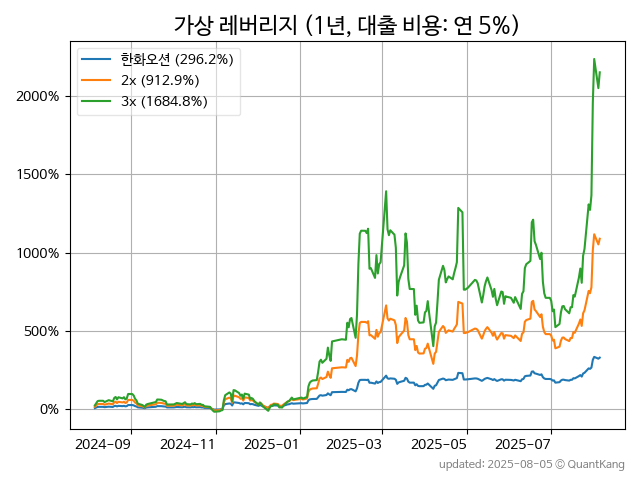 가상 레버리지 (1년, 대출 비용: 연 5%)
한화오션 (296.2%)
2x (912.9%)
3x (1684.8%)
2000%
1500%
1000%
500%
0%
2024-09
2024-11
2025-01
2025-03
2025-05
2025-07
updated: 2025-08-05 © QuantKang